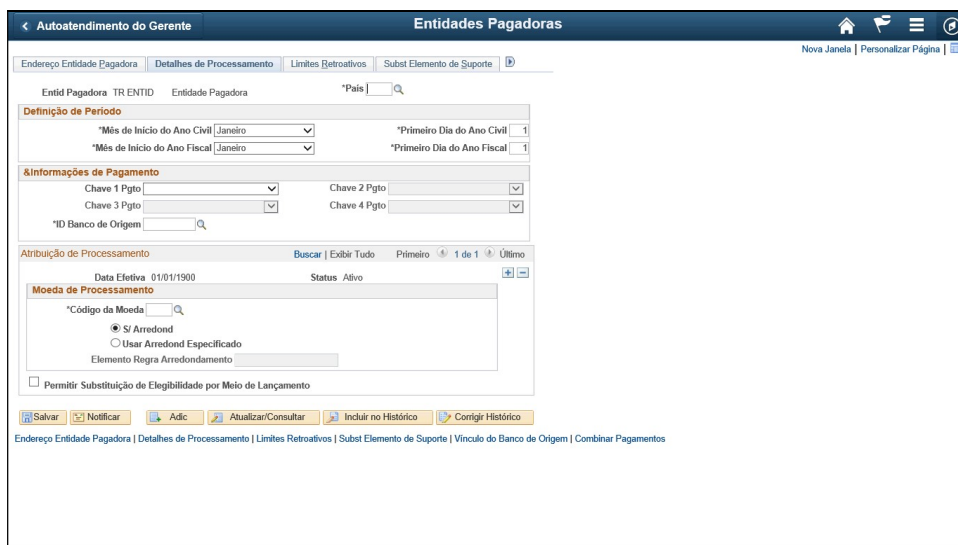 Autoatendimento do Gerente Entidades Pagadoras
Nova Janela | Personalizar Página |
Endereço Entidade Pagadora Detalhes de Processamento Limites Retroativos Subst Elemento de Suporte
Entid Pagadora TR ENTID Entidade Pagadora *País
Definição de Período
*Mês de Início do Ano Civil Janeiro *Primeiro Dia do Ano Civil 1
*Mês de Início do Ano Fiscal Janeiro *Primeiro Dia do Ano Fiscal 1
&Informações de Pagamento
Chave 1 Pgto Chave 2 Pgto
Chave 3 Pgto Chave 4 Pgto
*ID Banco de Origem
Atribuição de Processamento Buscar | Exibir Tudo Primeiro 1 de 1 Último
Data Efetiva 01/01/1900 Status Ativo
Moeda de Processamento
*Código da Moeda
S/ Arredond
Usar Arredond Especificado
Elemento Regra Arredondamento
Permitir Substituição de Elegibilidade por Meio de Lançamento
Salvar Notificar Adic Atualizar/Consultar Incluir no Histórico Corrigir Histórico
Endereço Entidade Pagadora | Detalhes de Processamento | Limites Retroativos | Subst Elemento de Suporte | Vínculo do Banco de Origem | Combinar Pagamentos